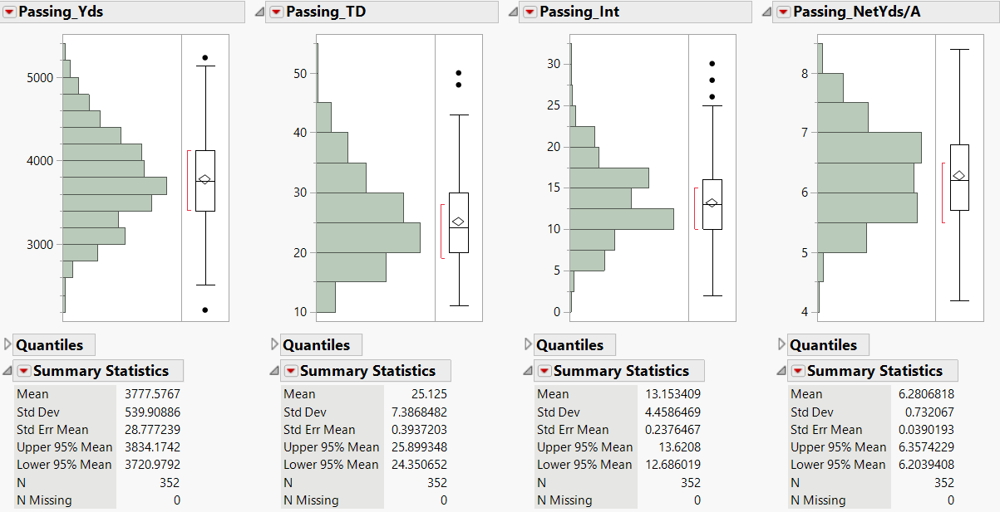 Passing_Yds
5000
4000
3000
Quantiles
Summary Statistics
Mean 3777.5767
Std Dev 539.90886
Std Err Mean 28.777239
Upper 95% Mean 3834.1742
Lower 95% Mean 3720.9792
N 352
N Missing 0
Passing_TD
50
40
30
20
10
Quantiles
Summary Statistics
Mean 25.125
Std Dev 7.3868482
Std Err Mean 0.3937203
Upper 95% Mean 25.899348
Lower 95% Mean 24.350652
N 352
N Missing 0
Passing_Int
30
25
20
15
10
5
0
Quantiles
Summary Statistics
Mean 13.153409
Std Dev 4.4586469
Std Err Mean 0.2376467
Upper 95% Mean 13.6208
Lower 95% Mean 12.686019
N 352
N Missing 0
Passing_NetYds/A
8
7
6
5
4
Quantiles
Summary Statistics
Mean 6.2806818
Std Dev 0.732067
Std Err Mean 0.0390193
Upper 95% Mean 6.3574229
Lower 95% Mean 6.2039408
N 352
N Missing 0